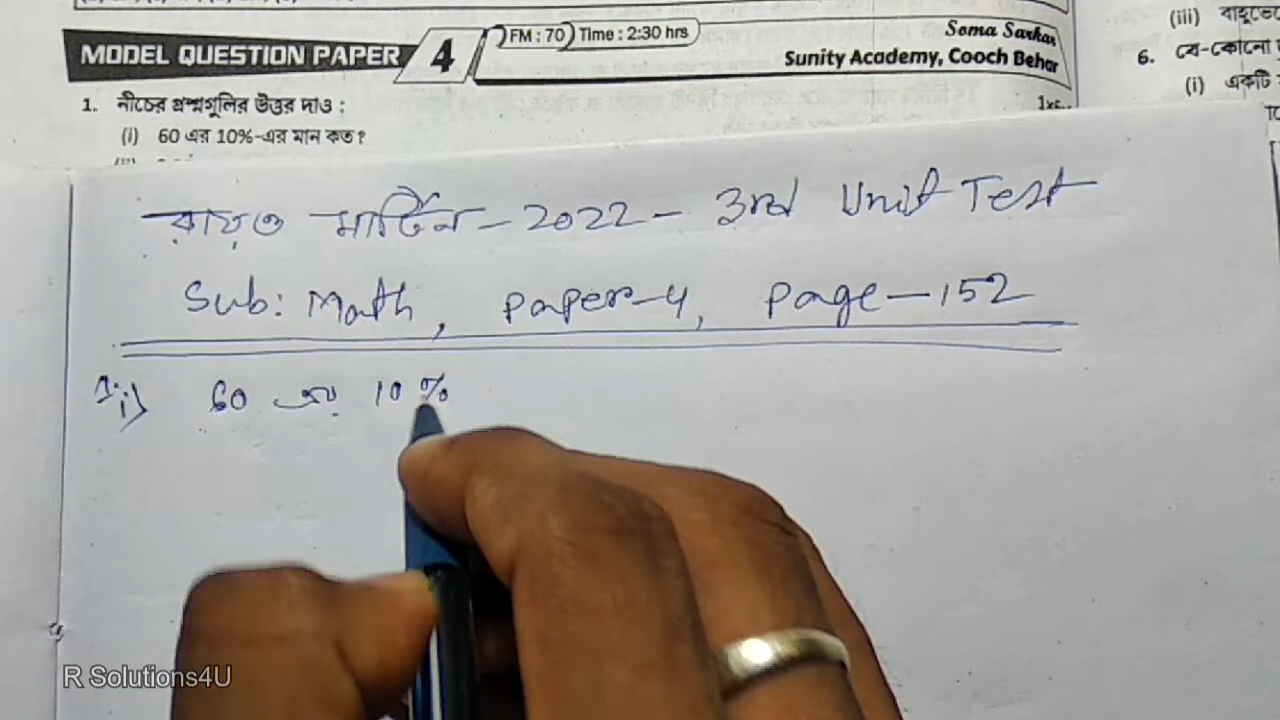 MODEL QUESTION PAPER 4 FM : 70 Time : 2:30 hrs
Soma Sarkar
Sunity Academy, Cooch Behar
1. নীচের প্রশ্নগুলির উত্তর দাও :
(i) 60 এর 10%-এর মান কত?
(iii)
6. যে-কোনো
(i) একটি
রায়ও মার্টিন - 2022 - 3rd Unit Test
Sub: Math, Paper-4, Page-152
1.i) 60 এর 10%
R Solutions4U